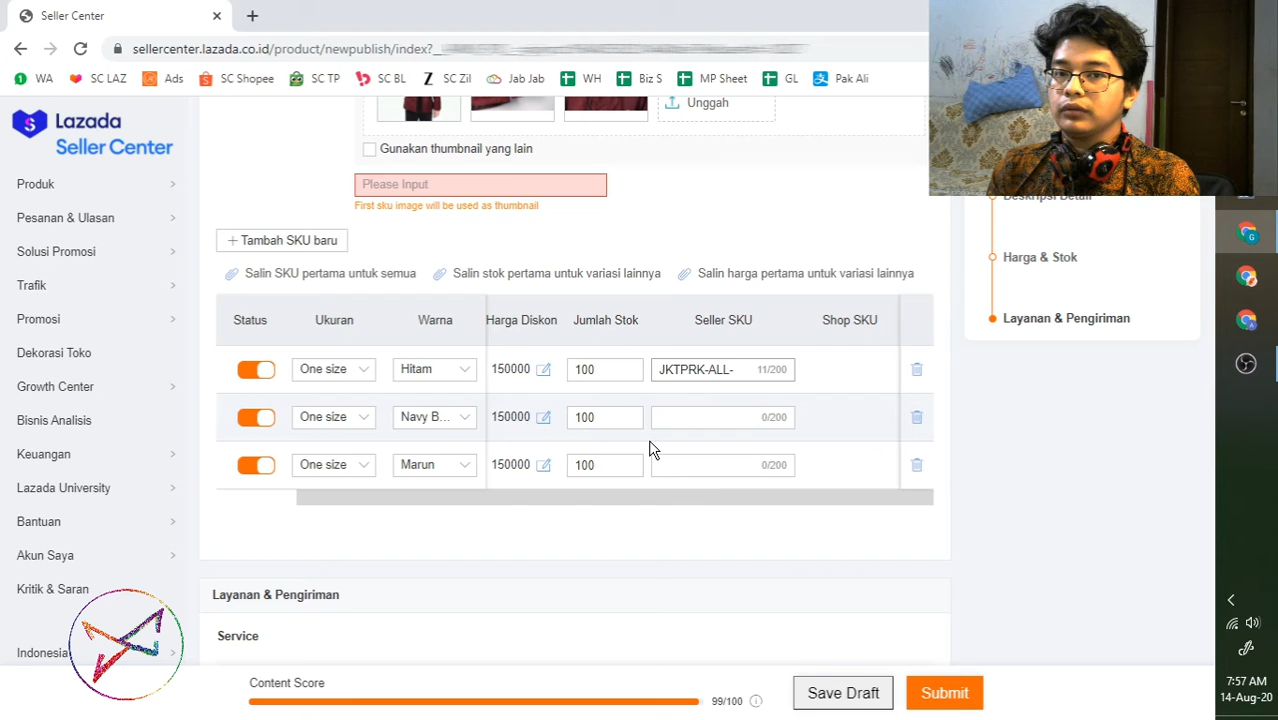 Seller Center
sellercenter.lazada.co.id/product/newpublish/index?_
WA
SC LAZ
Ads
SC Shopee
SC TP
SC BL
SC Zil
Jab Jab
WH
Biz S
MP Sheet
GL
Pak Ali
Lazada
Seller Center
Produk
Pesanan & Ulasan
Solusi Promosi
Trafik
Promosi
Dekorasi Toko
Growth Center
Bisnis Analisis
Keuangan
Lazada University
Bantuan
Akun Saya
Kritik & Saran
Indonesia
Unggah
Gunakan thumbnail yang lain
Please Input
First sku image will be used as thumbnail
+ Tambah SKU baru
Salin SKU pertama untuk semua
Salin stok pertama untuk variasi lainnya
Salin harga pertama untuk variasi lainnya
Status Ukuran Warna Harga Diskon Jumlah Stok Seller SKU Shop SKU
One size Hitam 150000 100 JKTPRK-ALL- 11/200
One size Navy B... 150000 100 0/200
One size Marun 150000 100 0/200
Layanan & Pengiriman
Service
Content Score
99/100
Save Draft
Submit
Deskripsi Detail
Harga & Stok
Layanan & Pengiriman
7:57 AM
14-Aug-20